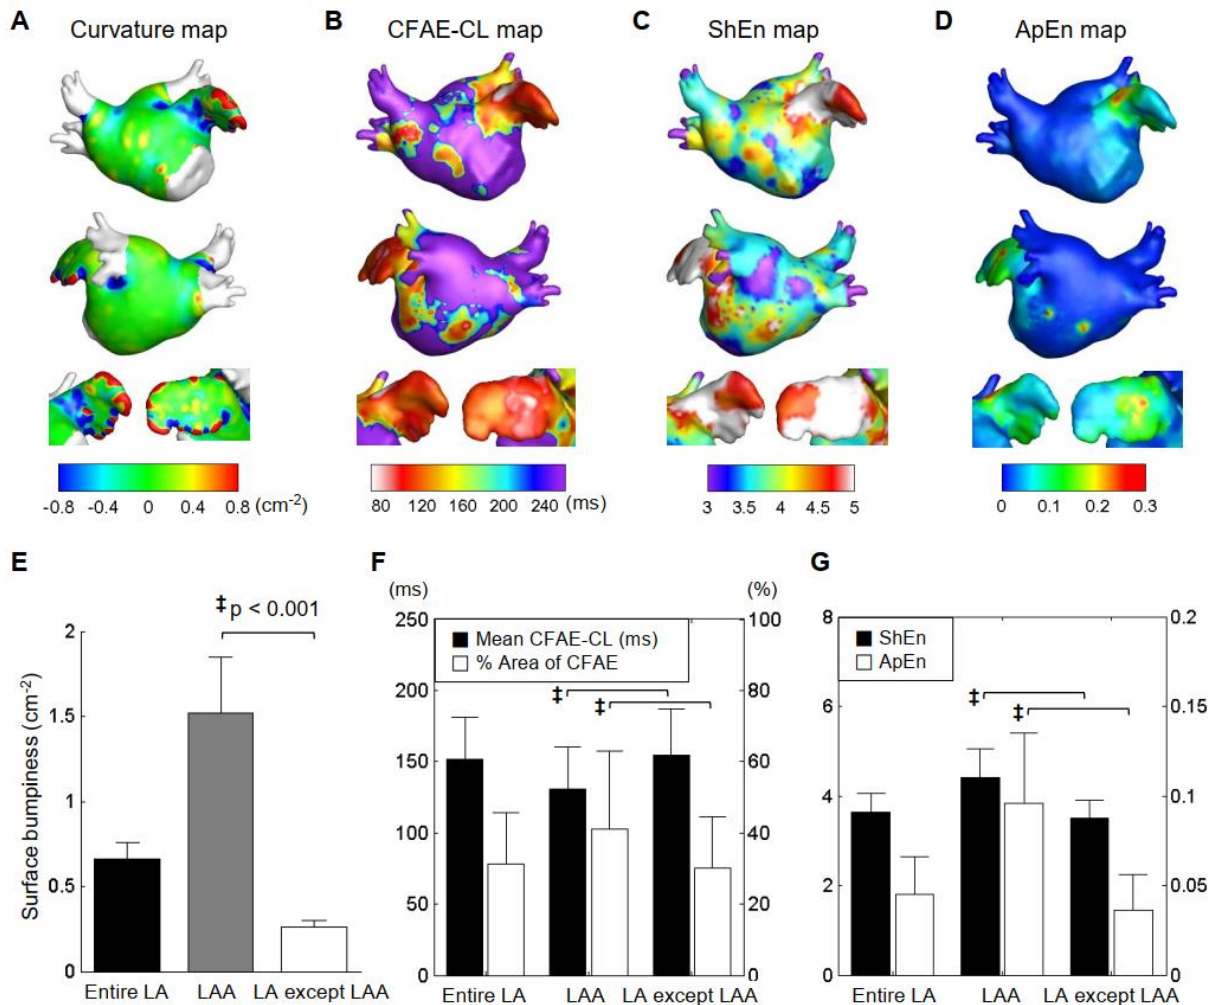 A
Curvature map
B
CFAE-CL map
C
ShEn map
D
ApEn map
-0.8 -0.4 0 0.4 0.8 (cm-2)
80 120 160 200 240 (ms)
3 3.5 4 4.5 5
0 0.1 0.2 0.3
E
‡p < 0.001
Surface bumpiness (cm-2)
2
1.5
1
0.5
0
Entire LA LAA LA except LAA
F
(ms) (%)
250 100
200 80
150 60
100 40
50 20
0 0
Mean CFAE-CL (ms)
% Area of CFAE
‡
‡
Entire LA LAA LA except LAA
G
8 0.2
6 0.15
4 0.1
2 0.05
0 0
ShEn
ApEn
‡
‡
Entire LA LAA LA except LAA